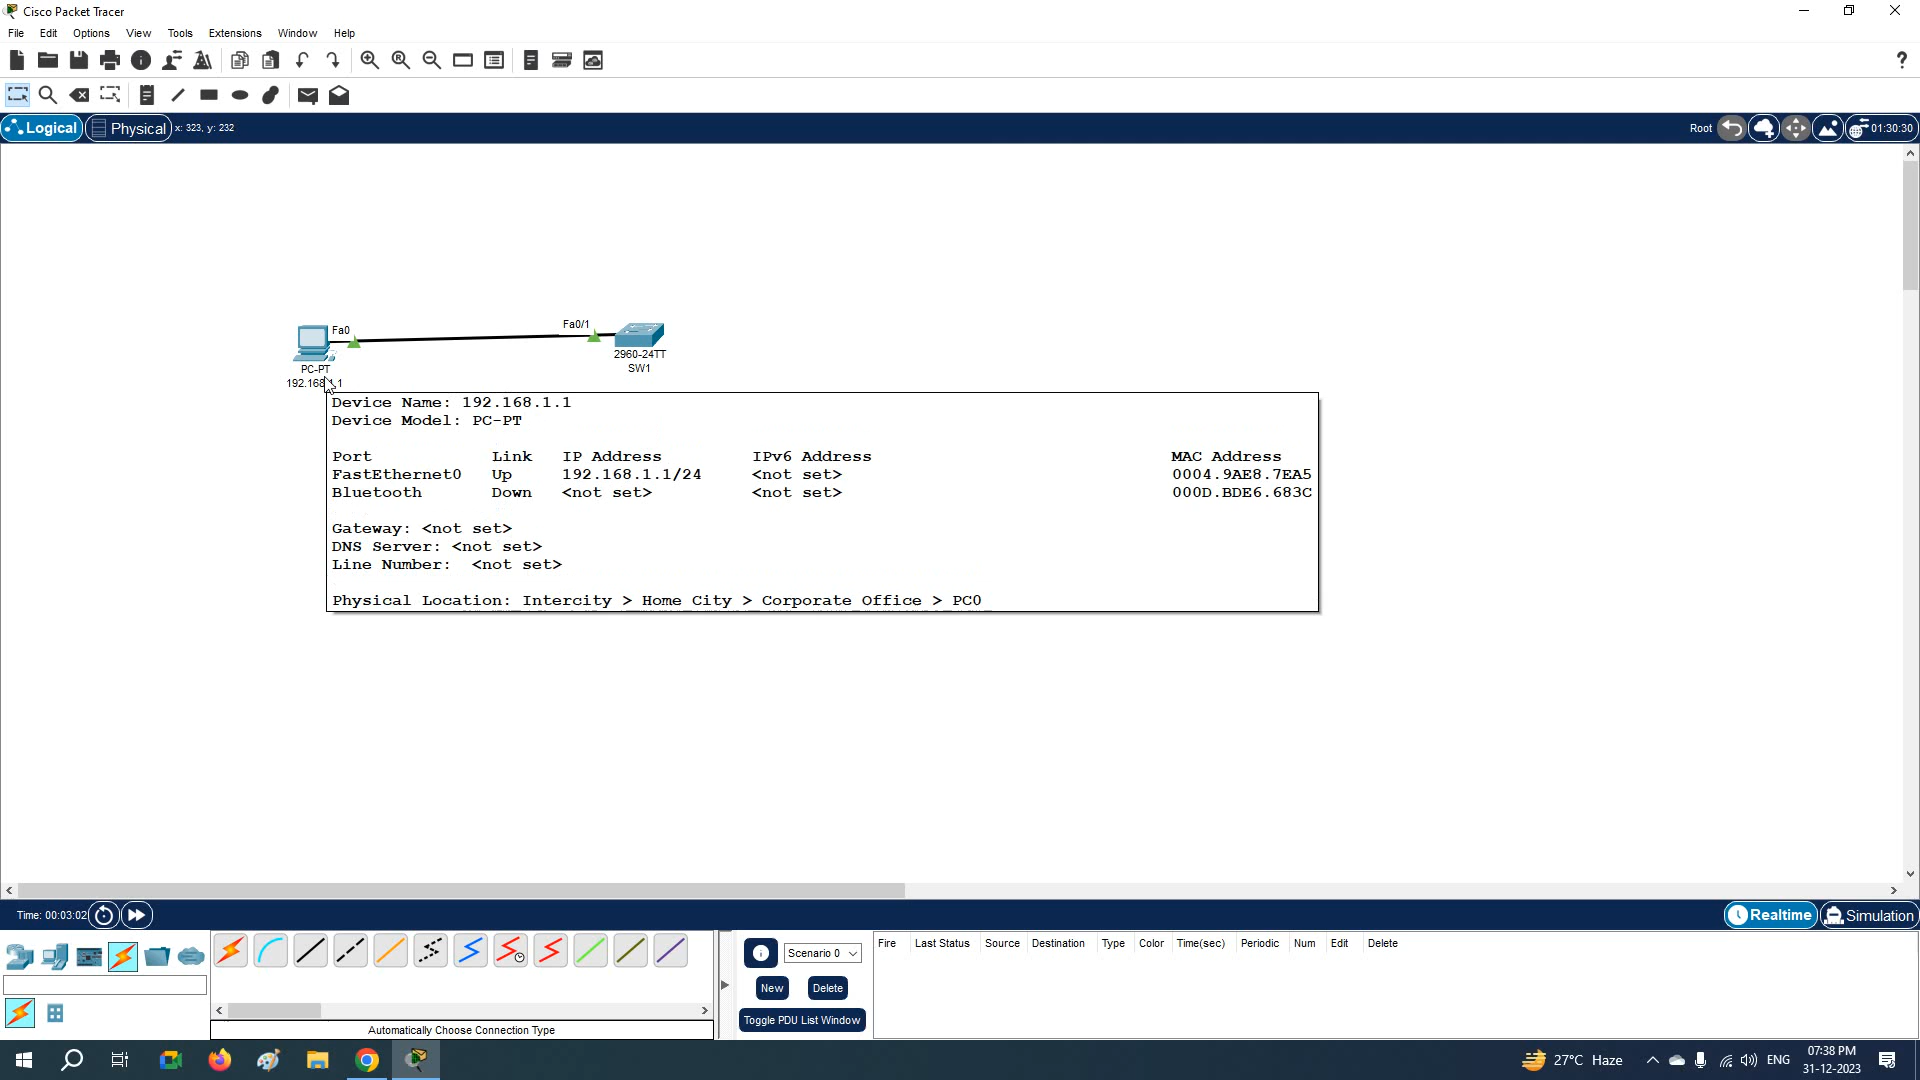 Cisco Packet Tracer
File Edit Options View Tools Extensions Window Help
Logical Physical x: 323, y: 232 Root 01:30:30
Fa0 Fa0/1
PC-PT 2960-24TT
192.168.1.1 SW1
Device Name: 192.168.1.1
Device Model: PC-PT
Port Link IP Address IPv6 Address MAC Address
FastEthernet0 Up 192.168.1.1/24 <not set> 0004.9AE8.7EA5
Bluetooth Down <not set> <not set> 000D.BDE6.683C
Gateway: <not set>
DNS Server: <not set>
Line Number: <not set>
Physical Location: Intercity > Home City > Corporate Office > PC0
Time: 00:03:02 Realtime Simulation
Fire Last Status Source Destination Type Color Time(sec) Periodic Num Edit Delete
Scenario 0
New Delete
Toggle PDU List Window
Automatically Choose Connection Type
27°C Haze ENG 07:38 PM
31-12-2023